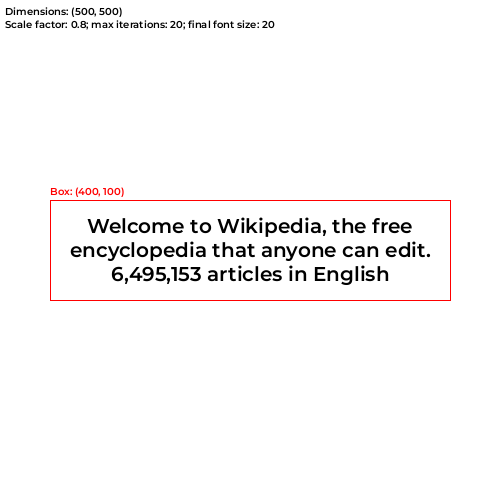 Dimensions: (500, 500)
Scale factor: 0.8; max iterations: 20; final font size: 20
Box: (400, 100)
Welcome to Wikipedia, the free
encyclopedia that anyone can edit.
6,495,153 articles in English